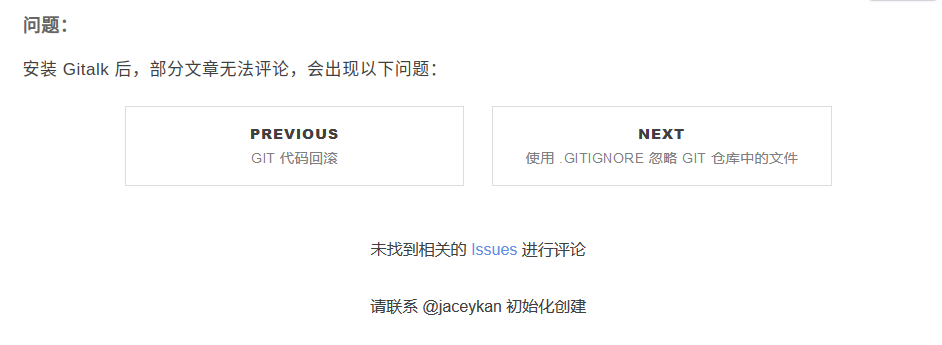 问题：
安装 Gitalk 后，部分文章无法评论，会出现以下问题：
PREVIOUS
GIT 代码回滚
NEXT
使用 .GITIGNORE 忽略 GIT 仓库中的文件
未找到相关的 Issues 进行评论
请联系 @jaceykan 初始化创建